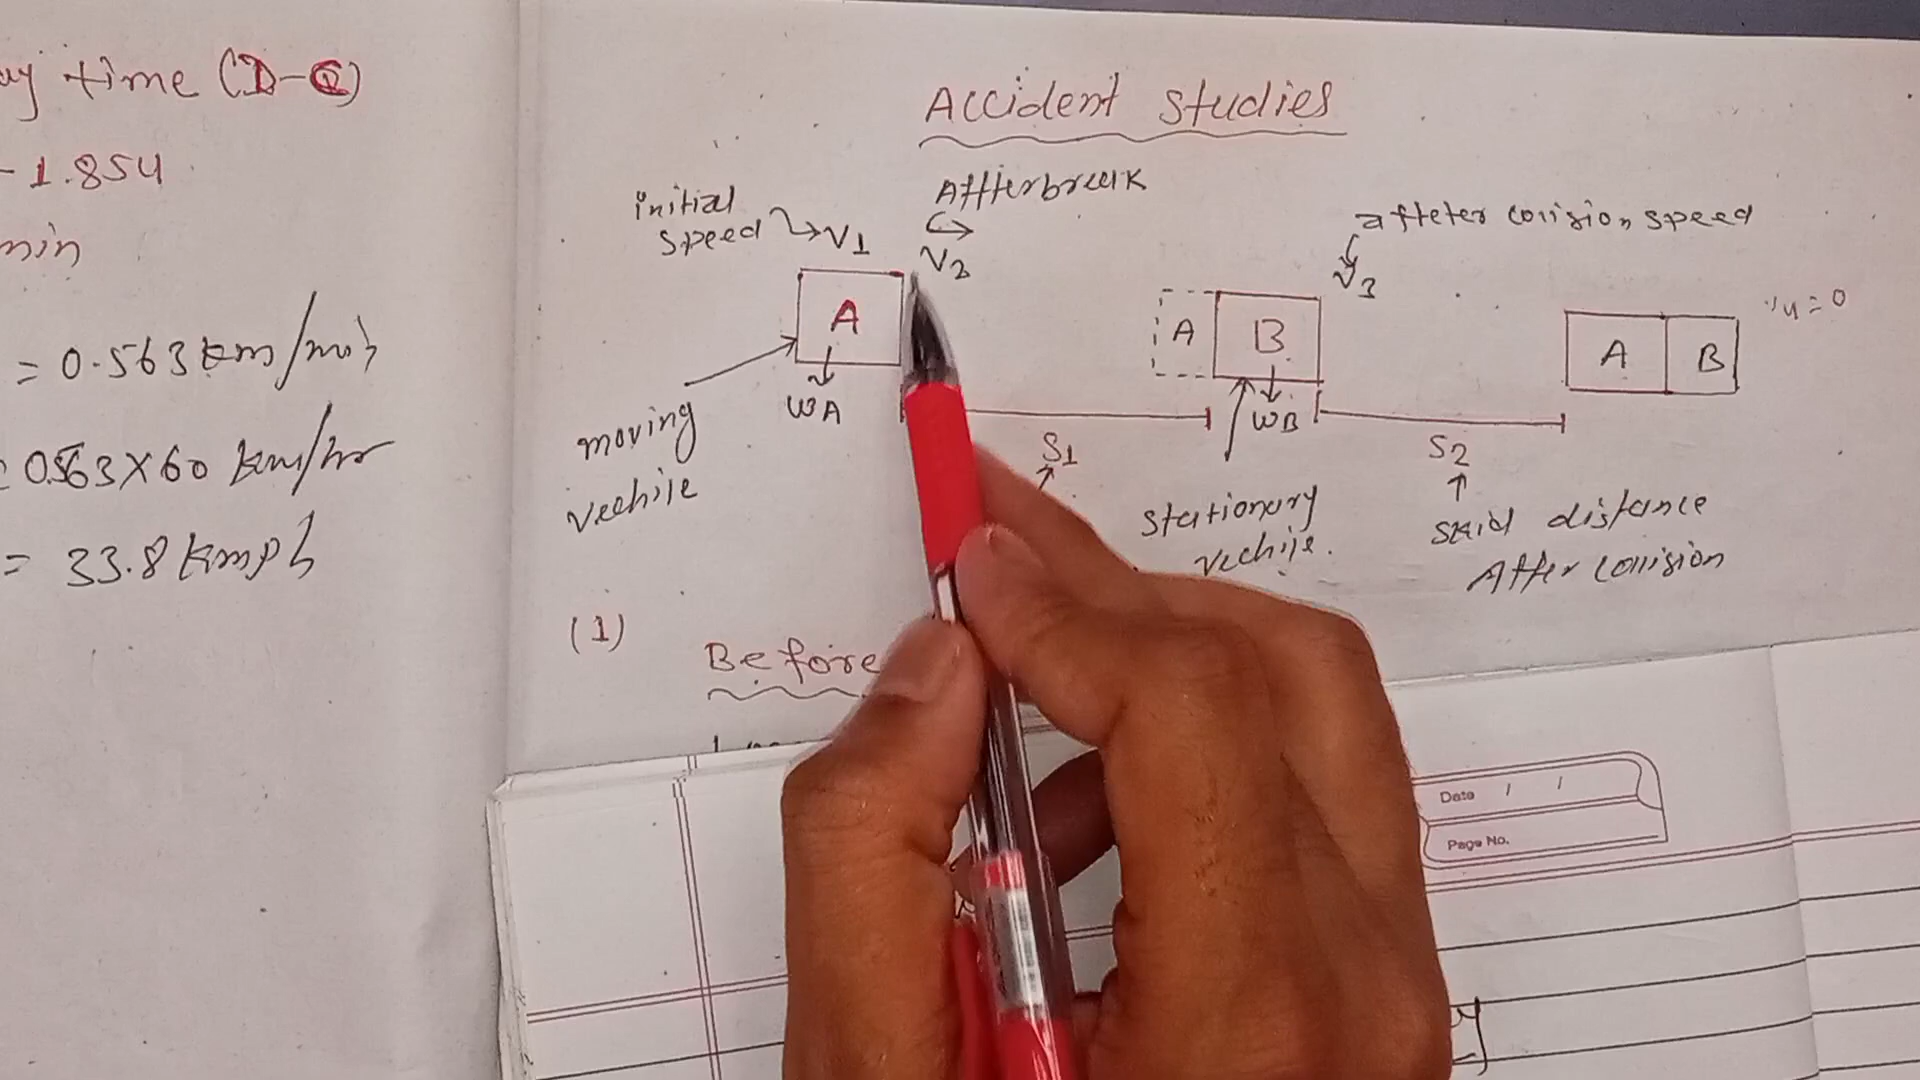 time (D-C)
- 1.854
min
= 0.563 km/min
= 0.563 X 60 km/hr
= 33.8 kmph
Accident Studies
initial
speed
V1
Afterbreak
V2
A
WA
moving
vechile
S1
A
B
WB
stationary
vechile.
afteter collision speed
V3
S2
skid distance
After collision
A
B
V4 = 0
(1)
Before
Date / /
Page No.